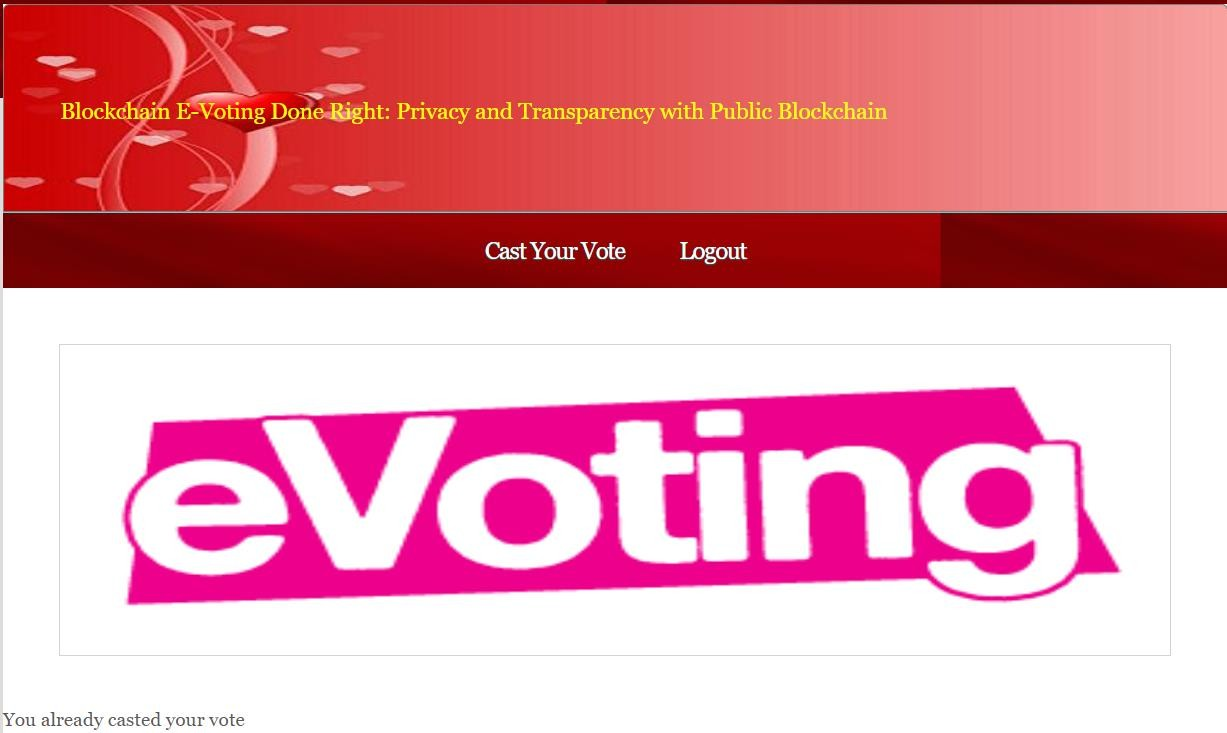 Blockchain E-Voting Done Right: Privacy and Transparency with Public Blockchain
Cast Your Vote Logout
eVoting
You already casted your vote